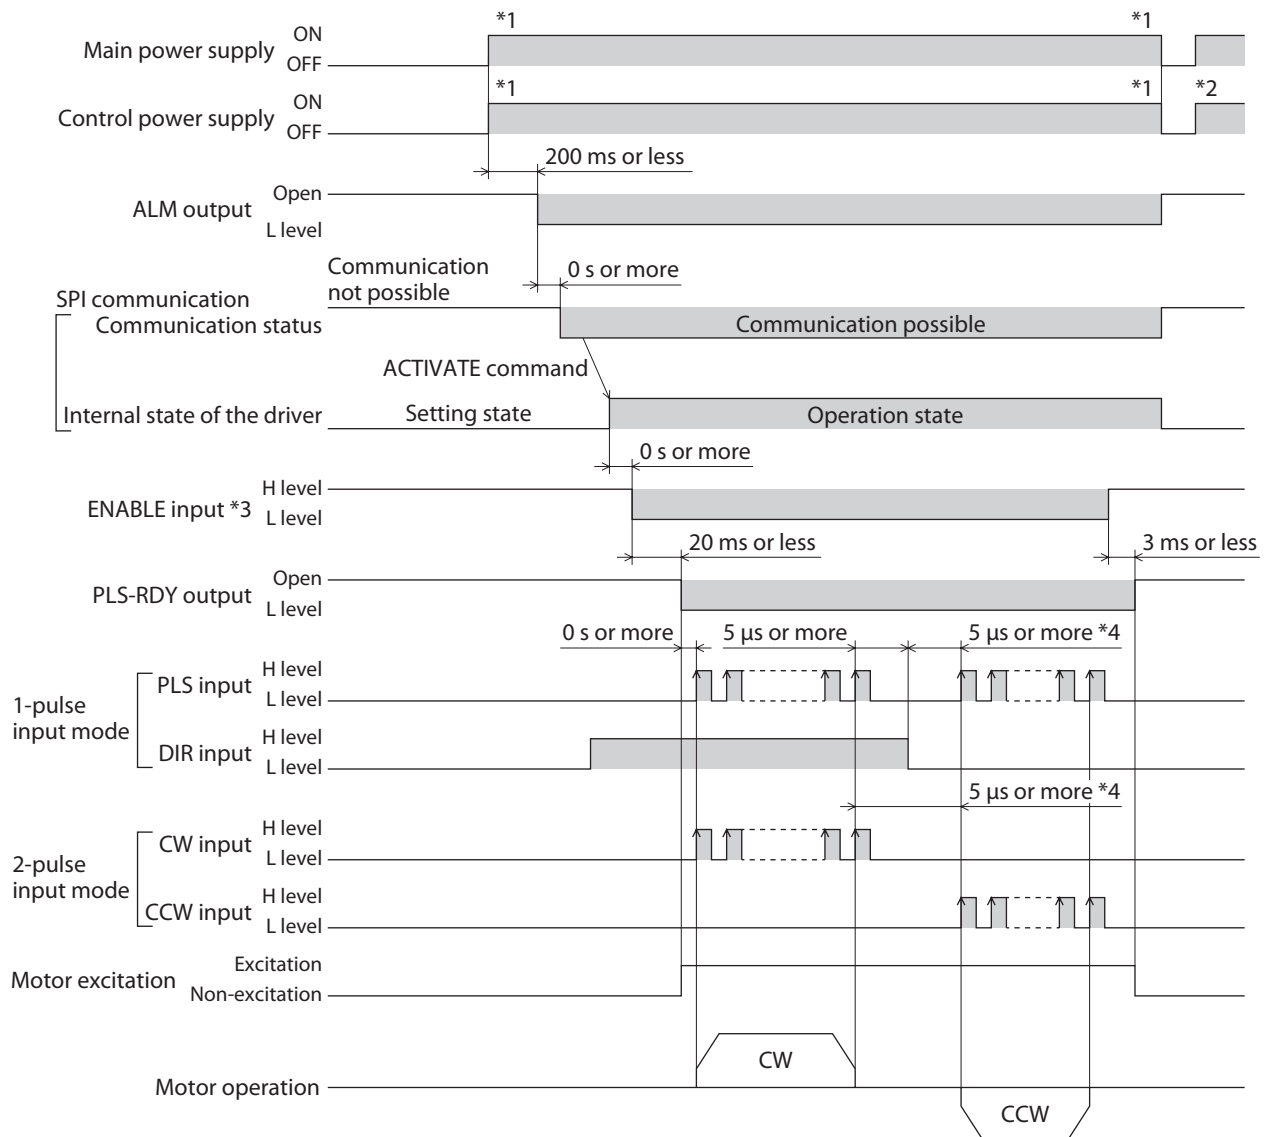 *1 *1
Main power supply ON
OFF
*1 *1 *2
Control power supply ON
OFF
200 ms or less
ALM output Open
L level
Communication
not possible
0 s or more
SPI communication
Communication status
Communication possible
ACTIVATE command
Internal state of the driver
Setting state
Operation state
0 s or more
ENABLE input *3 H level
L level
20 ms or less
3 ms or less
PLS-RDY output Open
L level
0 s or more
5 μs or more
5 μs or more *4
1-pulse
input mode
PLS input H level
L level
DIR input H level
L level
5 μs or more *4
2-pulse
input mode
CW input H level
L level
CCW input H level
L level
Motor excitation Excitation
Non-excitation
CW
Motor operation
CCW